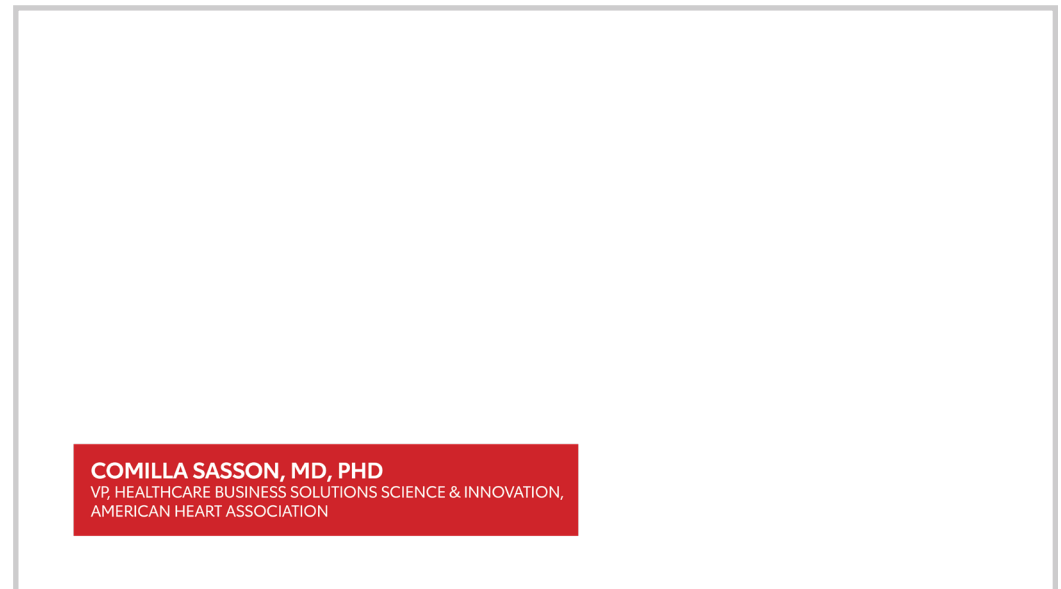 COMILLA SASSON, MD, PHD
VP, HEALTHCARE BUSINESS SOLUTIONS SCIENCE & INNOVATION,
AMERICAN HEART ASSOCIATION